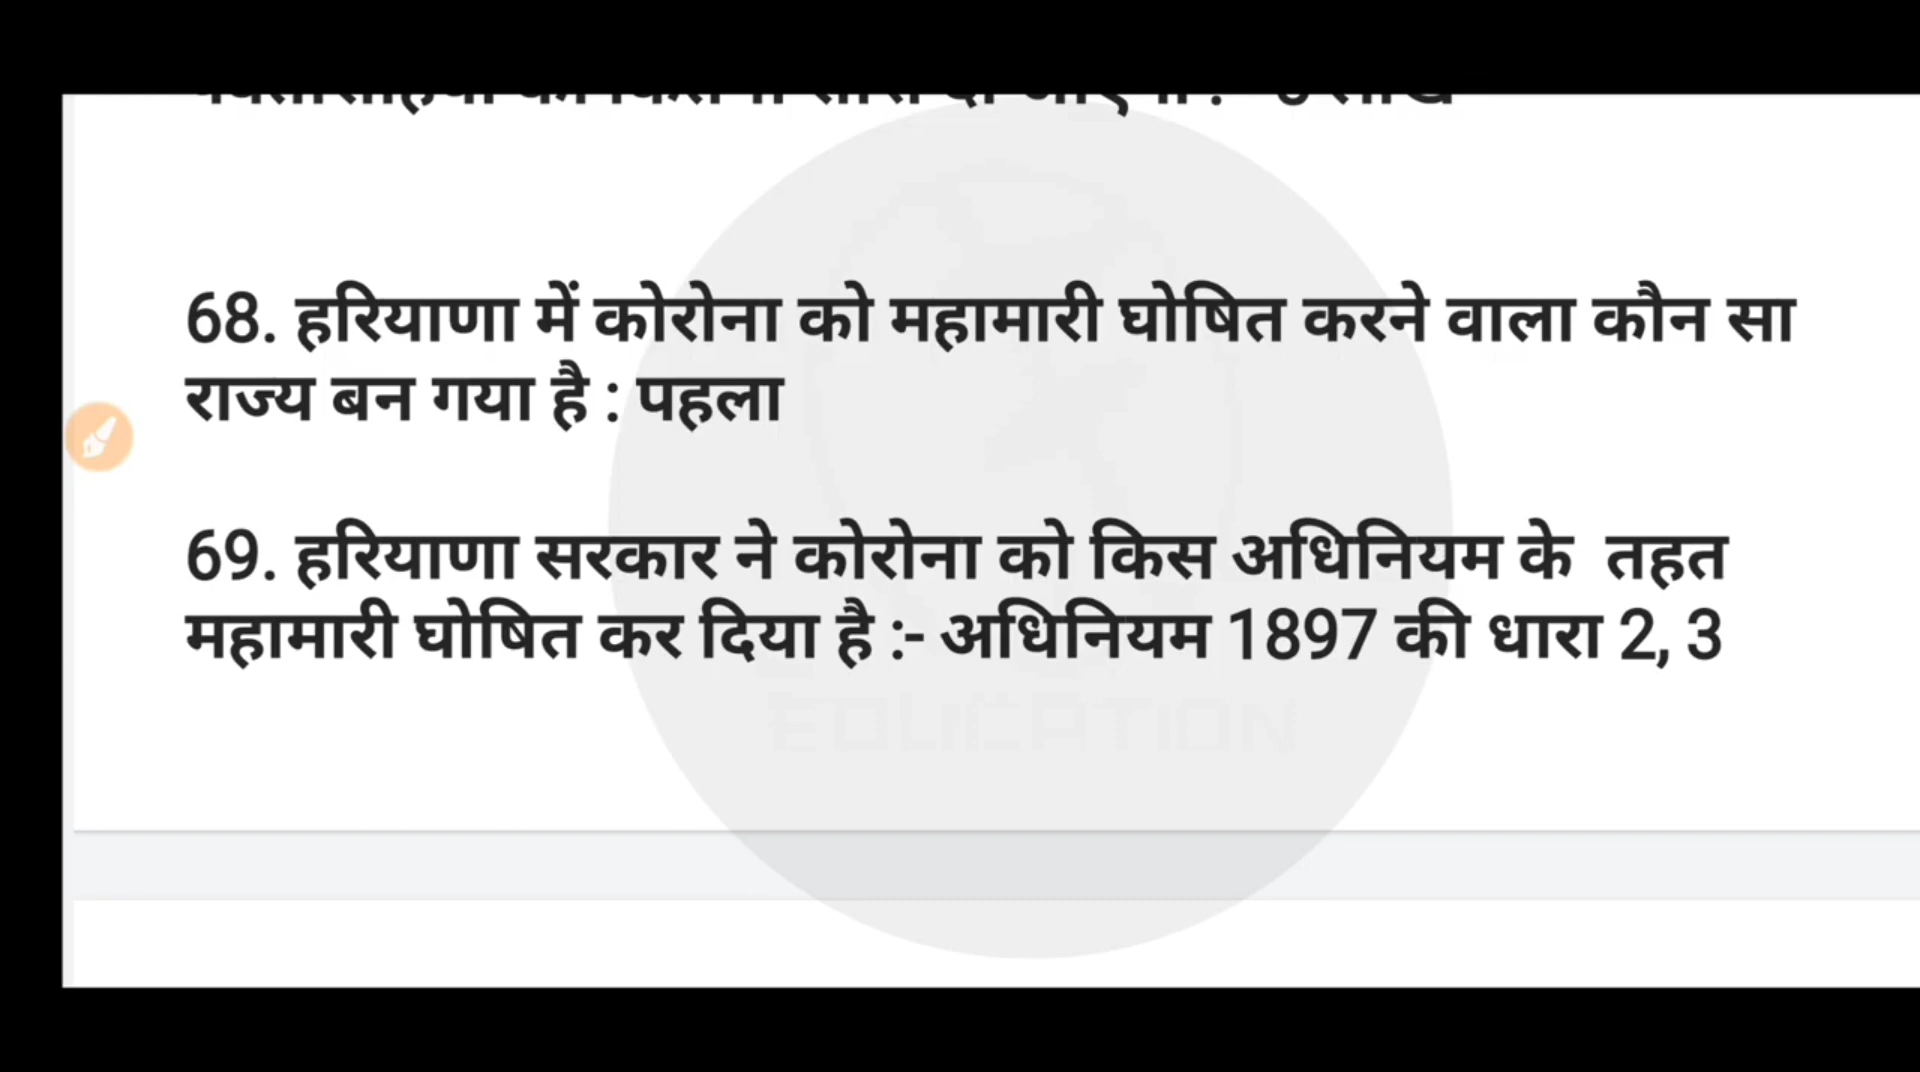 68. हरियाणा में कोरोना को महामारी घोषित करने वाला कौन सा
राज्य बन गया है : पहला
69. हरियाणा सरकार ने कोरोना को किस अधिनियम के तहत
महामारी घोषित कर दिया है :- अधिनियम 1897 की धारा 2, 3
EDUCATION